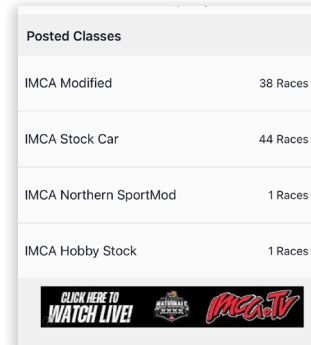 Posted Classes
IMCA Modified 38 Races
IMCA Stock Car 44 Races
IMCA Northern SportMod 1 Races
IMCA Hobby Stock 1 Races
CLICK HERE TO
WATCH LIVE!
NATIONALS
IMCA.TV